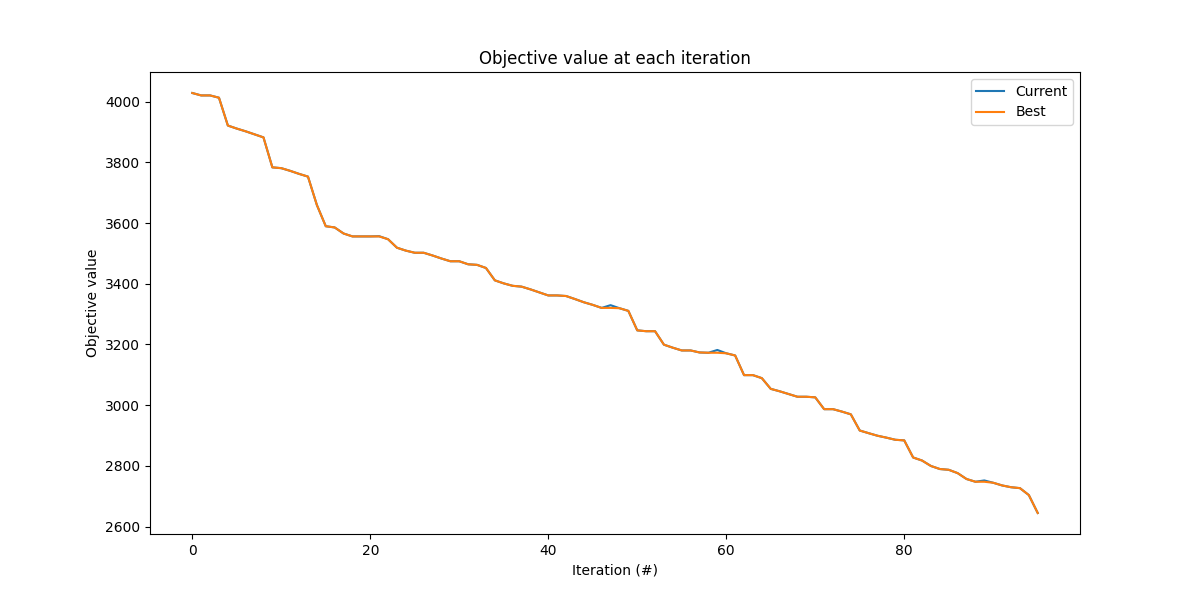 Objective value at each iteration
Current
Best
Objective value
4000
3800
3600
3400
3200
3000
2800
2600
0 20 40 60 80
Iteration (#)